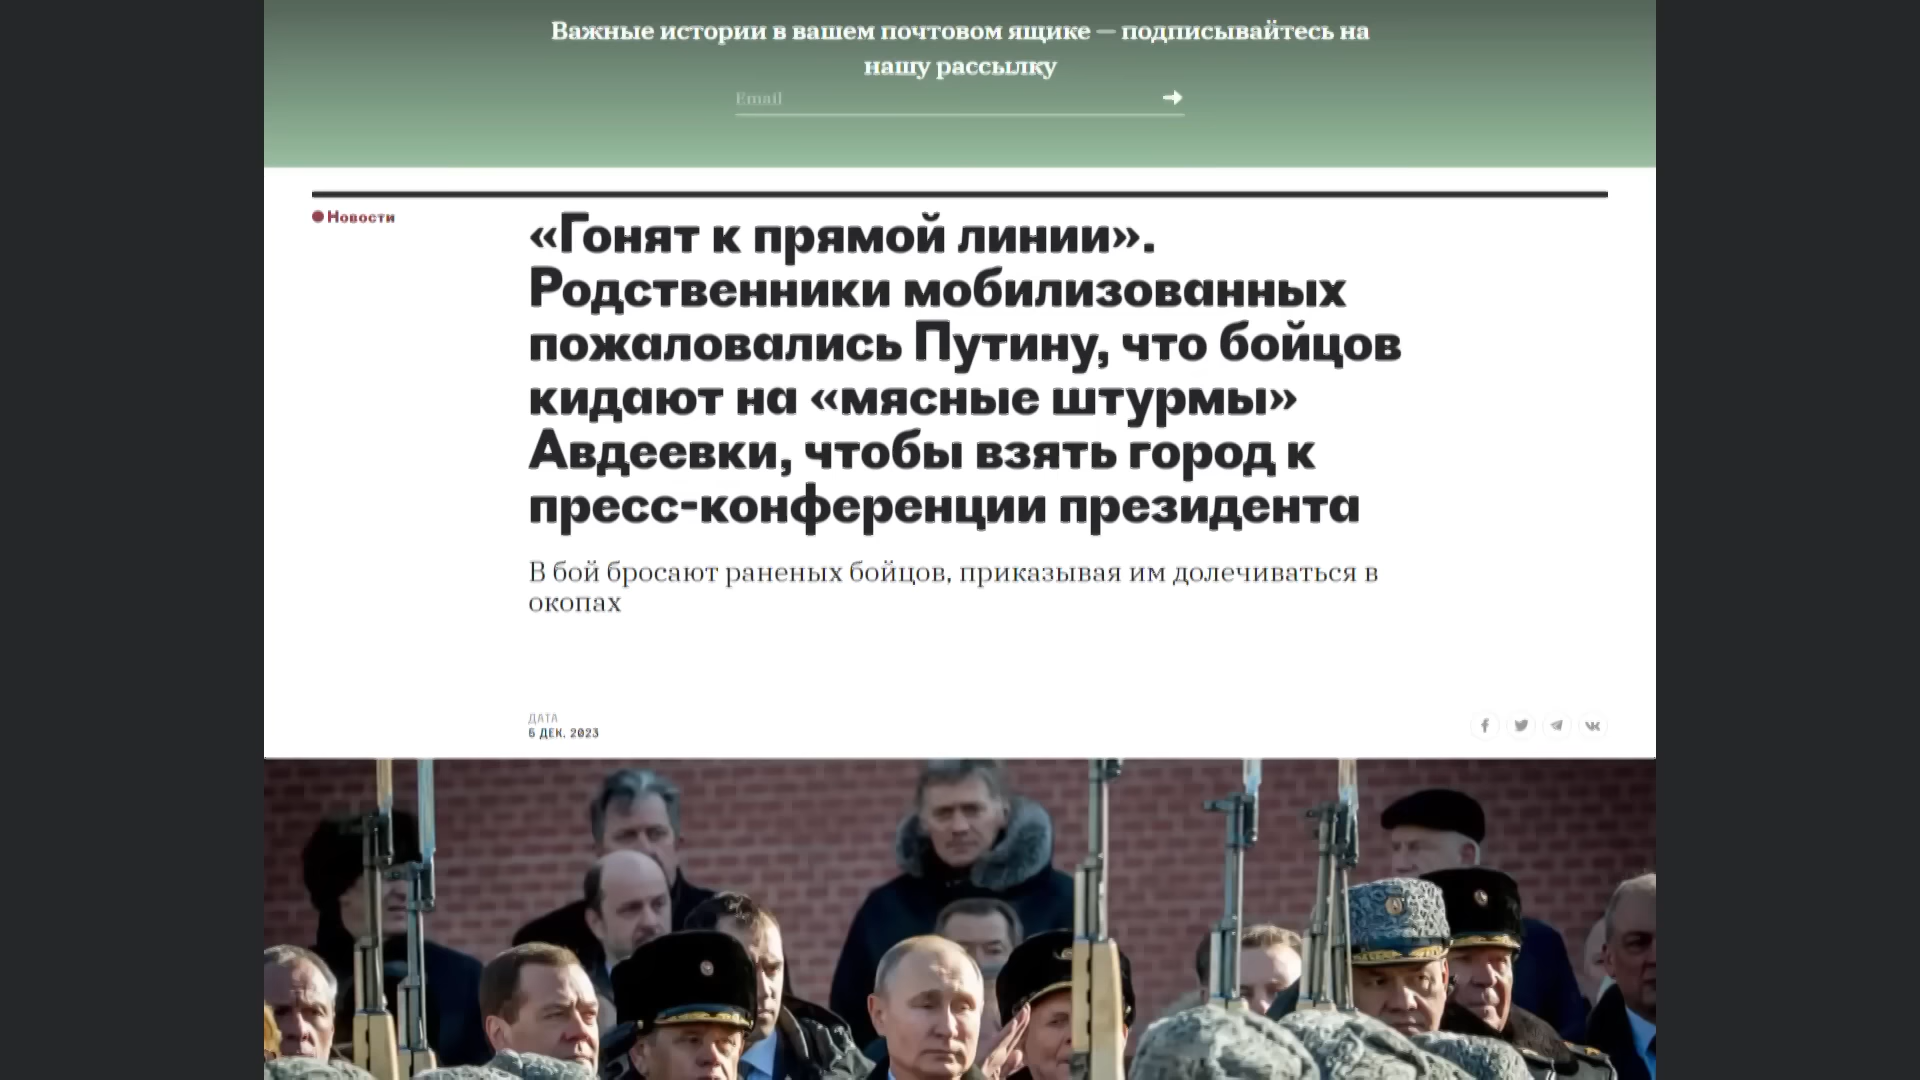 Важные истории в вашем почтовом ящике — подписывайтесь на
нашу рассылку
Email
Новости
«Гонят к прямой линии».
Родственники мобилизованных
пожаловались Путину, что бойцов
кидают на «мясные штурмы»
Авдеевки, чтобы взять город к
пресс-конференции президента
В бой бросают раненых бойцов, приказывая им долечиваться в
окопах
ДАТА
6 ДЕК. 2023